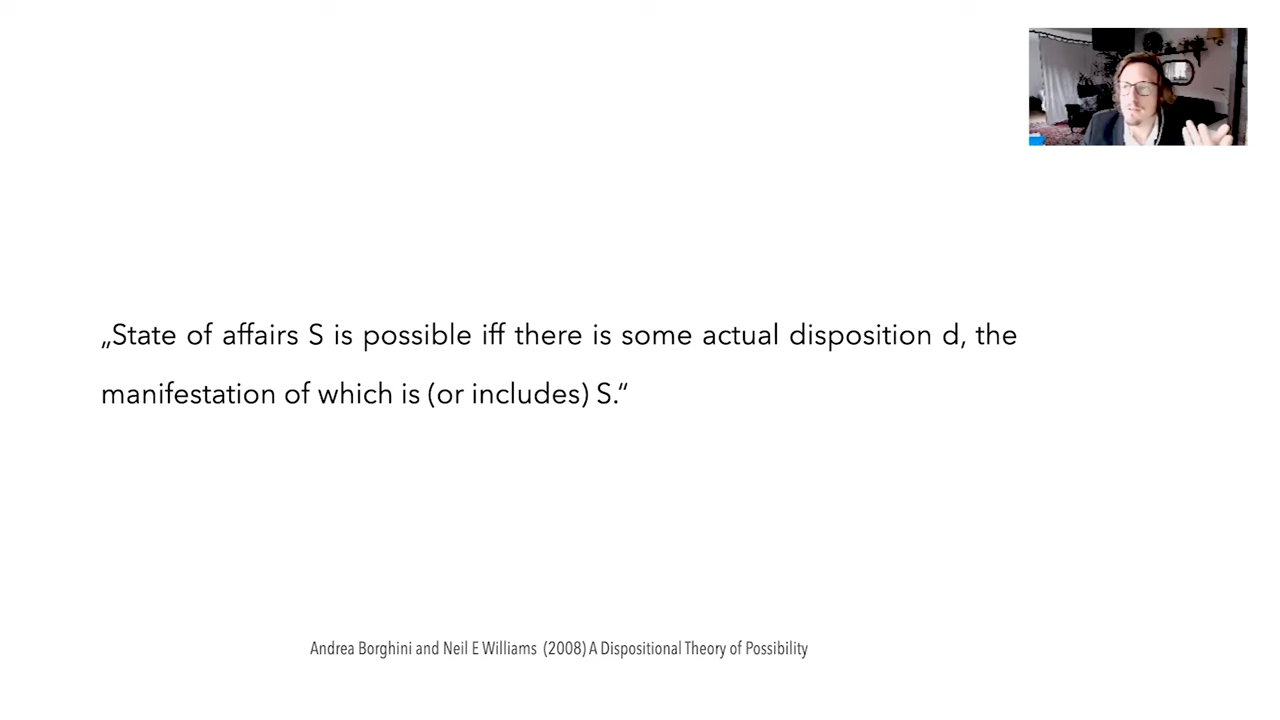 „State of affairs S is possible iff there is some actual disposition d, the
manifestation of which is (or includes) S.“
Andrea Borghini and Neil E Williams (2008) A Dispositional Theory of Possibility